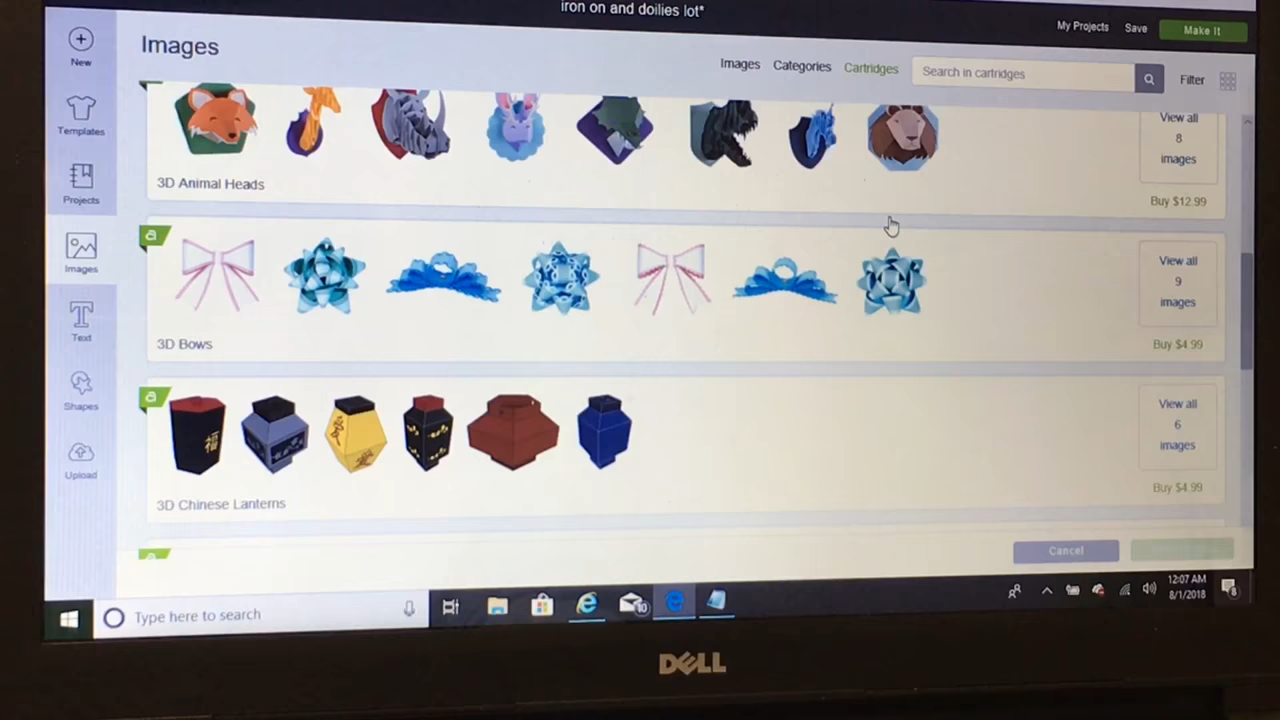 iron on and doilies lot*
My Projects Save Make It
New
Images
Images Categories Cartridges Search in cartridges Filter
Templates
Projects
Images
Text
Shapes
Upload
View all
8
images
3D Animal Heads
Buy $12.99
a
View all
9
images
3D Bows
Buy $4.99
a
福
View all
6
images
3D Chinese Lanterns
Buy $4.99
Cancel
Type here to search
10
12:07 AM
8/1/2018
8
DELL